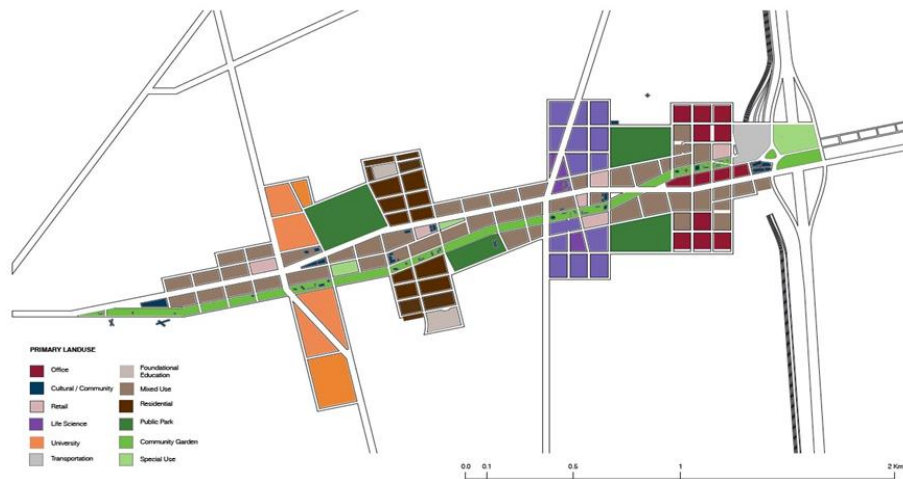 PRIMARY LANDUSE
Office
Cultural / Community
Retail
Life Science
University
Transportation
Foundational
Education
Mixed Use
Residential
Public Park
Community Garden
Special Use
0.0 0.1 0.5 1 2 Km